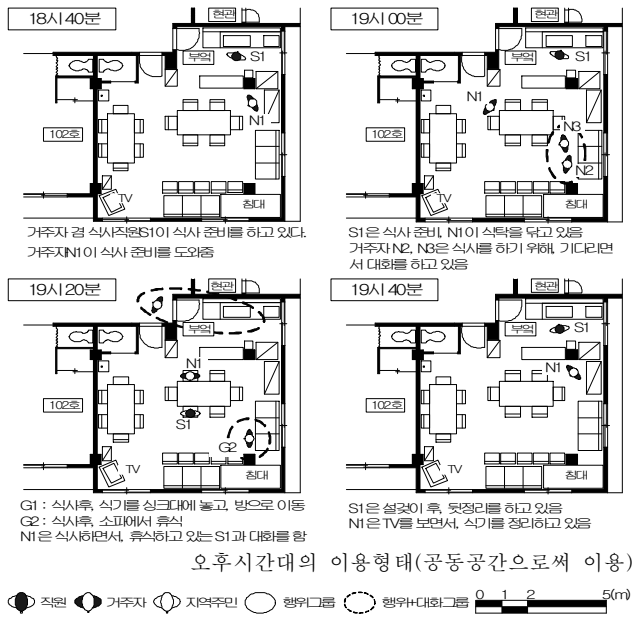 18시 40분
현관
부엌
S1
N1
102호
TV
침대
거주자 겸 식사직원S1이 식사 준비를 하고 있다.
거주자N1이 식사 준비를 도와줌
19시 00분
현관
부엌
S1
N1
N3
102호
N2
TV
침대
S1은 식사 준비, N1이 식탁을 닦고 있음
거주자 N2, N3은 식사를 하기 위해, 기다리면
서 대화를 하고 있음
19시 20분
현관
부엌
N1
102호
S1
G2
TV
침대
G1 : 식사후, 식기를 싱크대에 놓고, 방으로 이동
G2 : 식사후, 소파에서 휴식
N1은 식사하면서, 휴식하고 있는 S1과 대화를 함
19시 40분
현관
부엌
S1
N1
102호
TV
침대
S1은 설겆이 후, 뒷정리를 하고 있음
N1은 TV를 보면서, 식기를 정리하고 있음
오후시간대의 이용형태(공동공간으로써 이용)
직원 거주자 지역주민 행위그룹 행위+대화그룹 0 1 2 5(m)